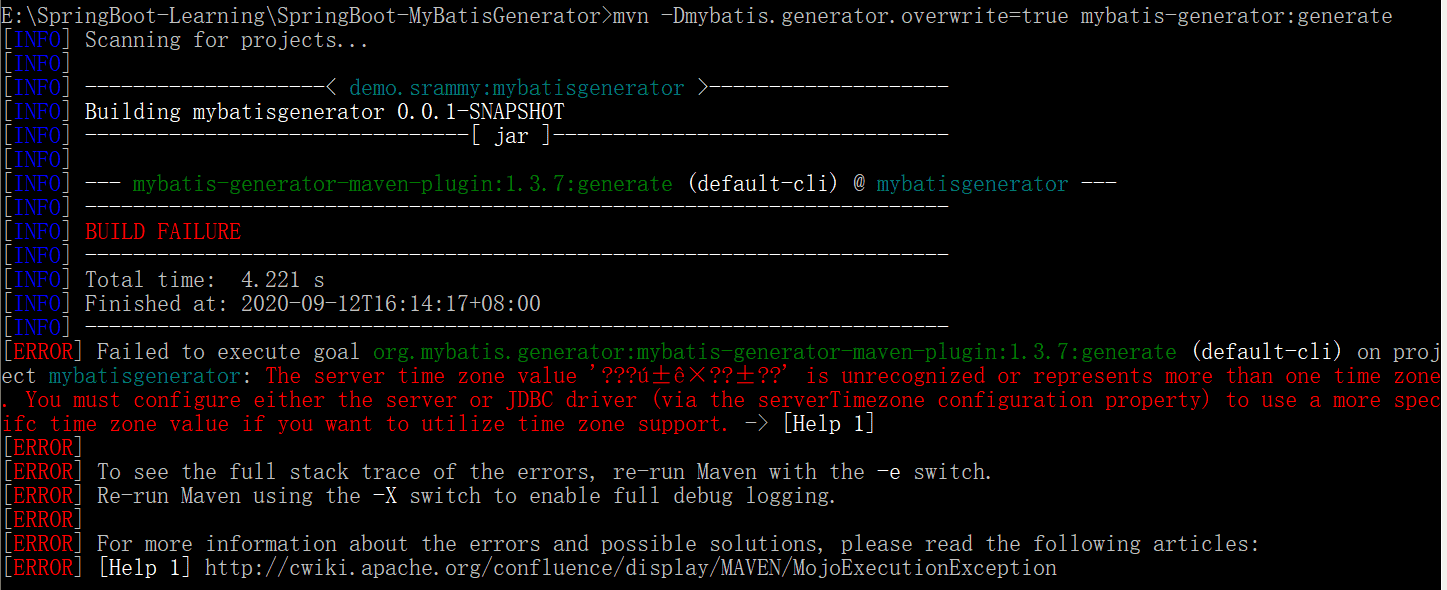 E:\SpringBoot-Learning\SpringBoot-MyBatisGenerator>mvn -Dmybatis.generator.overwrite=true mybatis-generator:generate
[INFO] Scanning for projects...
[INFO]
[INFO] --------------------< demo.srammy:mybatisgenerator >--------------------
[INFO] Building mybatisgenerator 0.0.1-SNAPSHOT
[INFO] --------------------------------[ jar ]---------------------------------
[INFO]
[INFO] --- mybatis-generator-maven-plugin:1.3.7:generate (default-cli) @ mybatisgenerator ---
[INFO] ------------------------------------------------------------------------
[INFO] BUILD FAILURE
[INFO] ------------------------------------------------------------------------
[INFO] Total time:  4.221 s
[INFO] Finished at: 2020-09-12T16:14:17+08:00
[INFO] ------------------------------------------------------------------------
[ERROR] Failed to execute goal org.mybatis.generator:mybatis-generator-maven-plugin:1.3.7:generate (default-cli) on proj
ect mybatisgenerator: The server time zone value '???ú±ê×??±??' is unrecognized or represents more than one time zone
. You must configure either the server or JDBC driver (via the serverTimezone configuration property) to use a more spec
ifc time zone value if you want to utilize time zone support. -> [Help 1]
[ERROR]
[ERROR] To see the full stack trace of the errors, re-run Maven with the -e switch.
[ERROR] Re-run Maven using the -X switch to enable full debug logging.
[ERROR]
[ERROR] For more information about the errors and possible solutions, please read the following articles:
[ERROR] [Help 1] http://cwiki.apache.org/confluence/display/MAVEN/MojoExecutionException